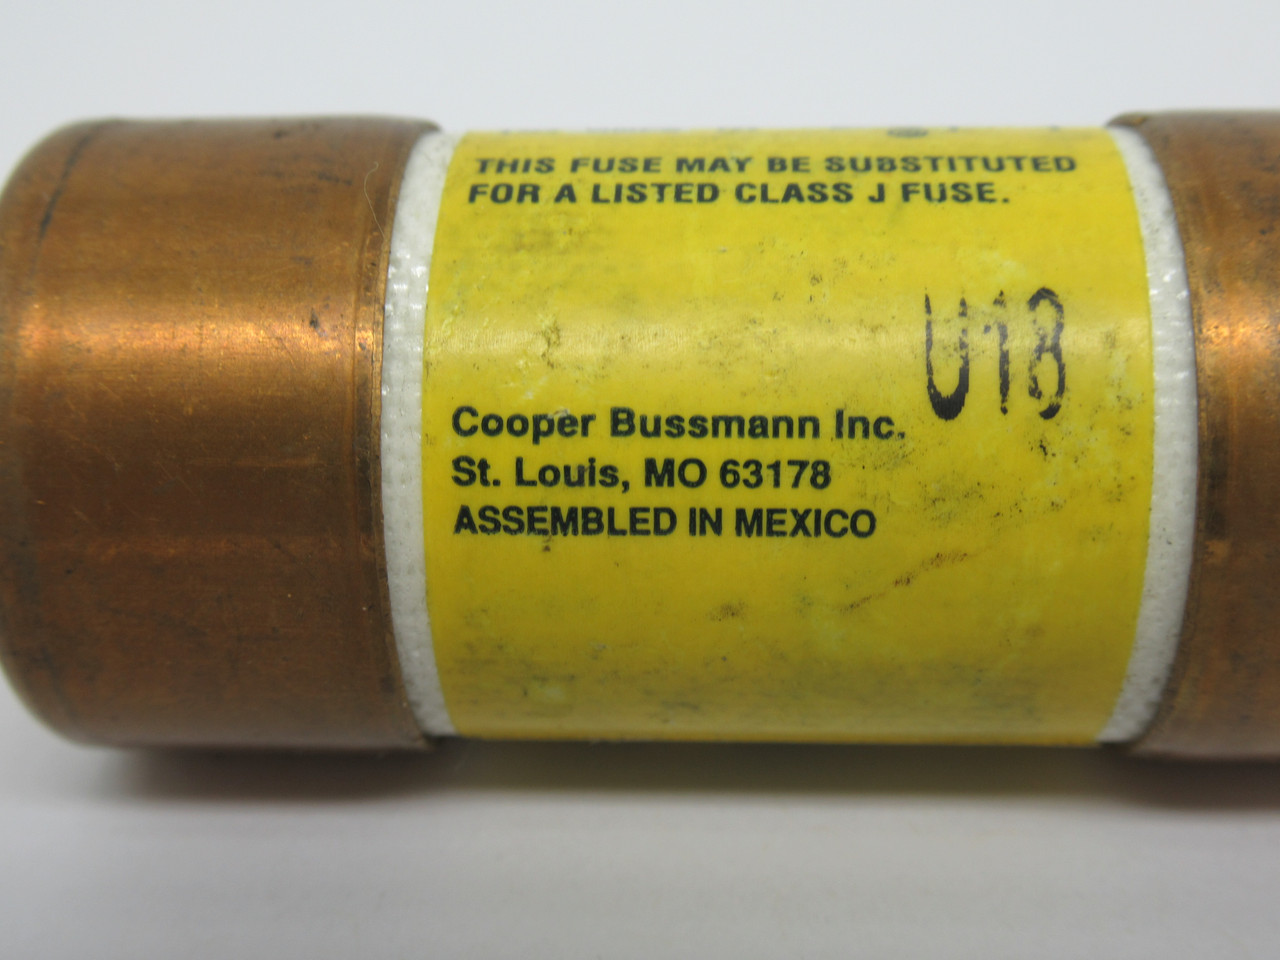 THIS FUSE MAY BE SUBSTITUTED
FOR A LISTED CLASS J FUSE.
U18
Cooper Bussmann Inc.
St. Louis, MO 63178
ASSEMBLED IN MEXICO